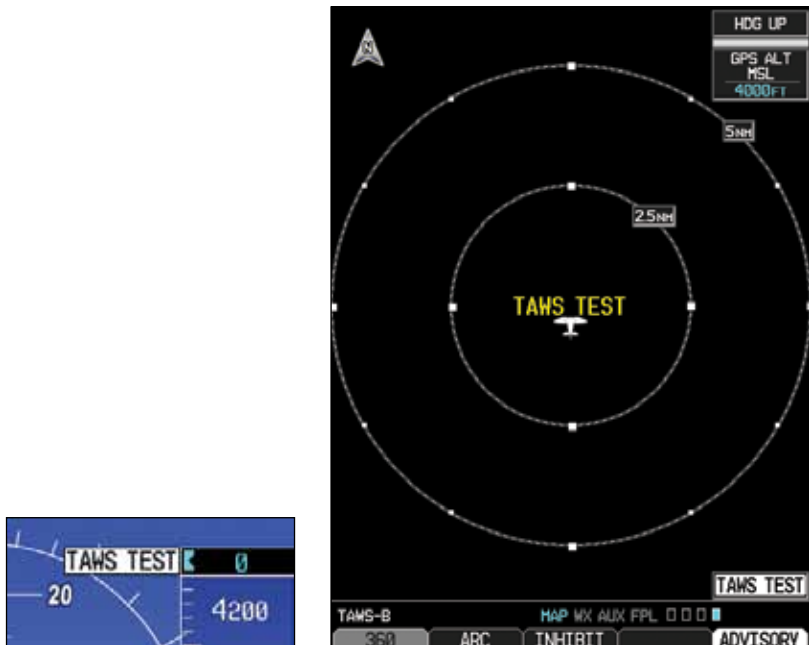 HDG UP
N
GPS ALT
MSL
4000FT
5NM
2.5NM
TAWS TEST
TAWS TEST
TAWS TEST 0
20 4200
TAWS-B MAP WX AUX FPL
360 ARC INHIBIT ADVISORY